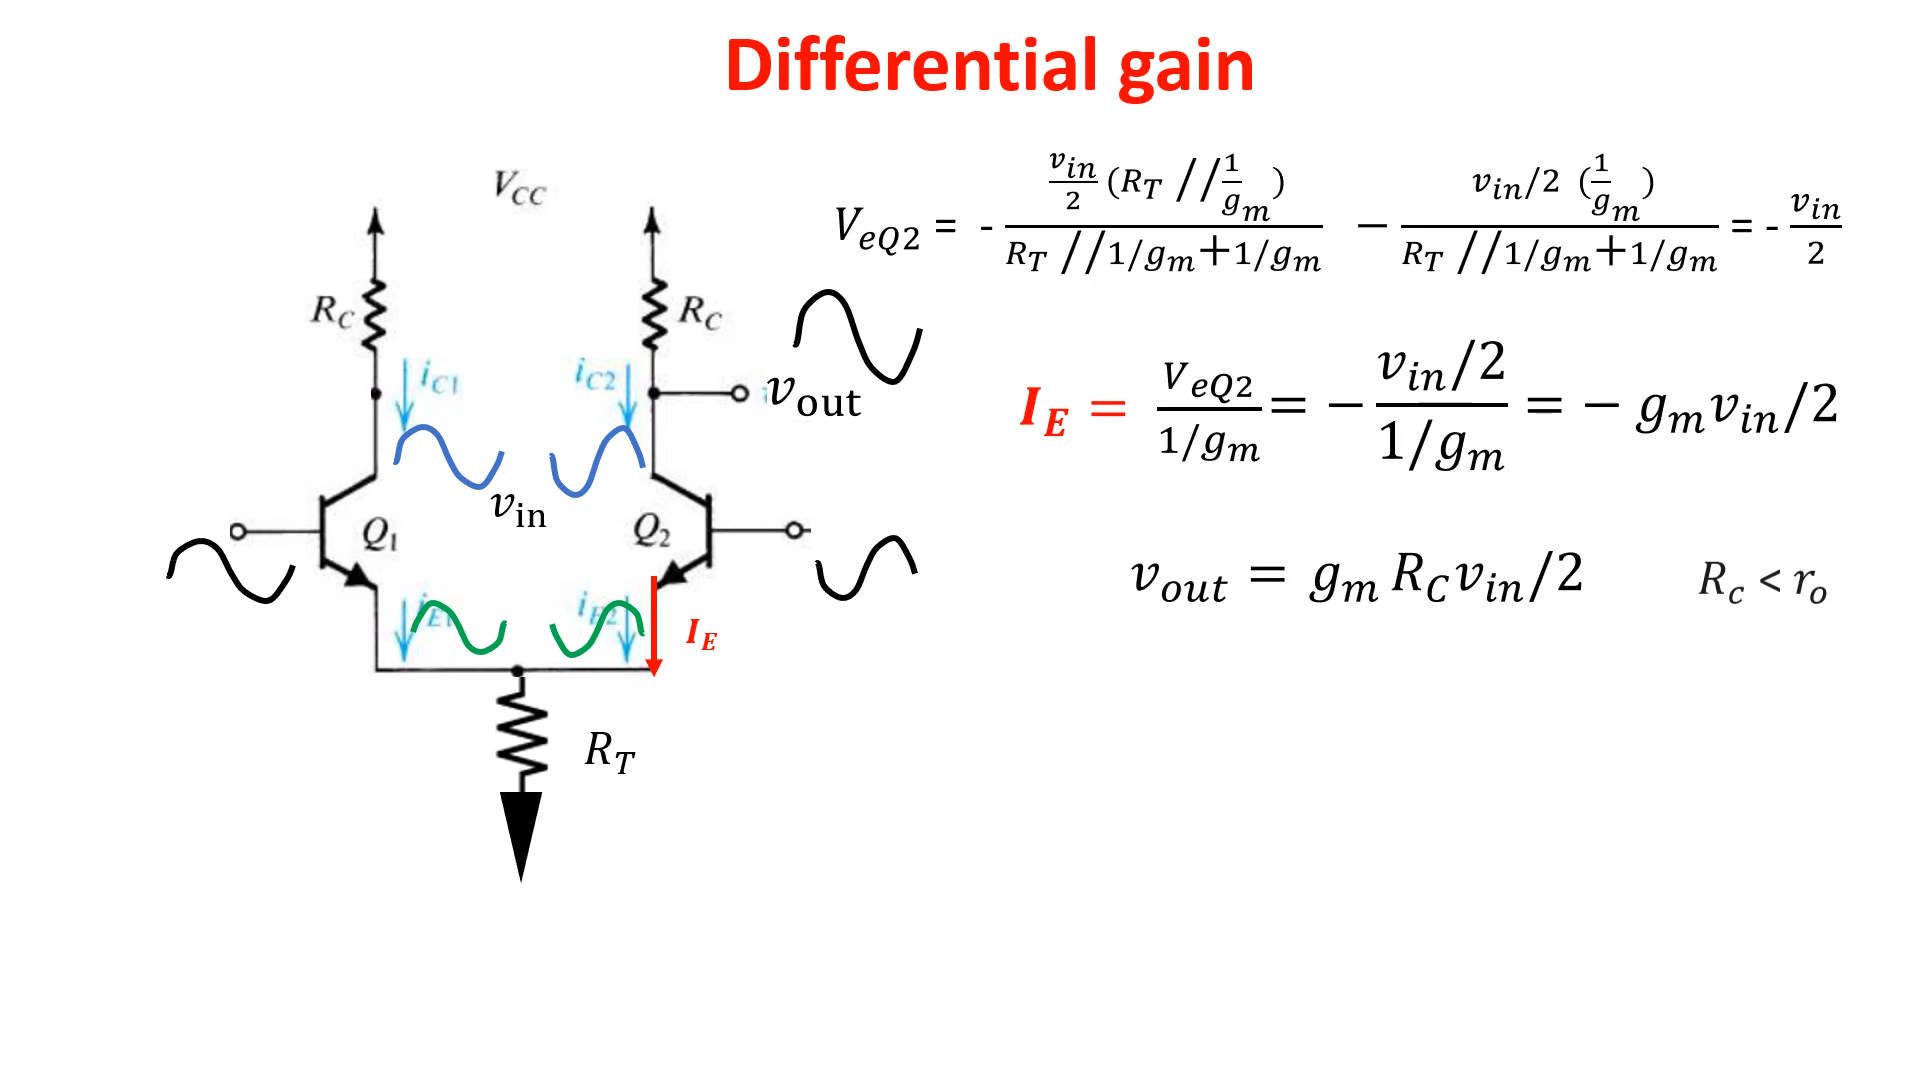 Differential gain
V_CC
V_eQ2 = - (v_in/2 (R_T // 1/g_m)) / (R_T //1/g_m+1/g_m) − (v_in/2 (1/g_m)) / (R_T //1/g_m+1/g_m) = - v_in/2
R_C
R_C
i_C1
i_C2
v_out
I_E = V_eQ2 / (1/g_m) = − (v_in/2) / (1/g_m) = − g_m v_in/2
v_in
Q_1
Q_2
v_out = g_m R_C v_in/2
R_c < r_o
i_E1
i_E2
I_E
R_T